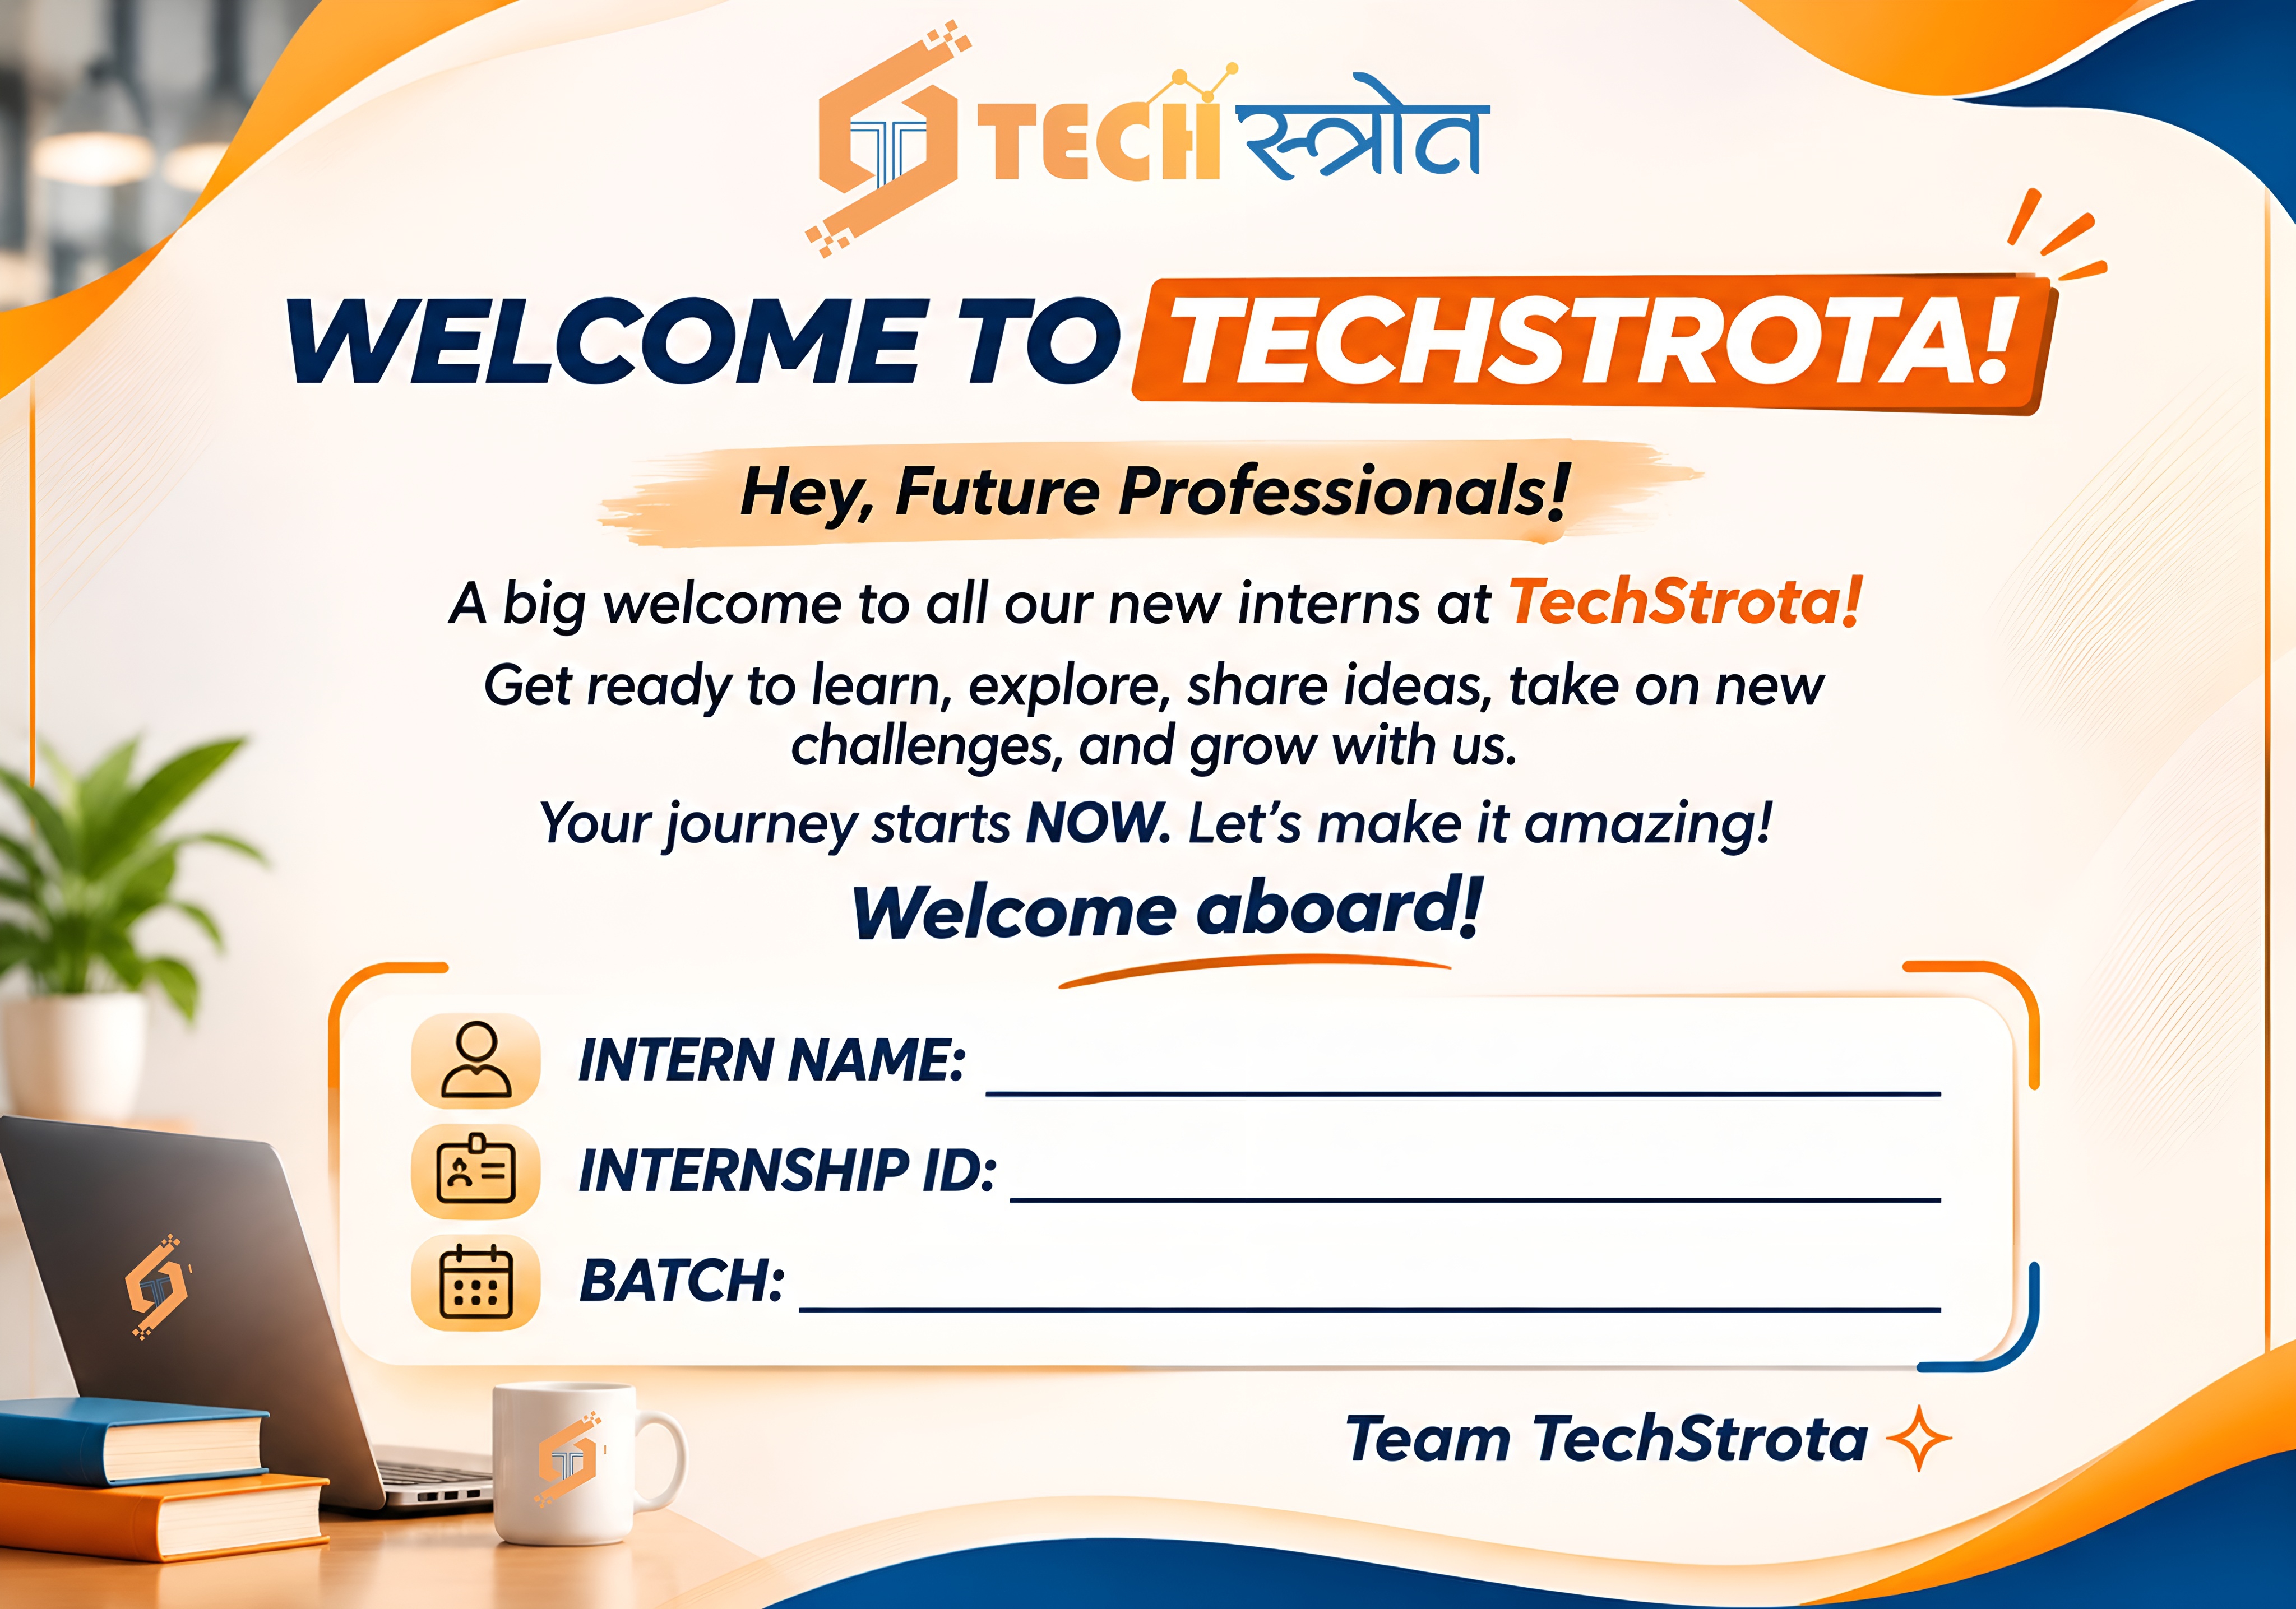 TECH स्त्रोत
WELCOME TO TECHSTROTA!
Hey, Future Professionals!
A big welcome to all our new interns at TechStrota!
Get ready to learn, explore, share ideas, take on new
challenges, and grow with us.
Your journey starts NOW. Let's make it amazing!
Welcome aboard!
INTERN NAME:
INTERNSHIP ID:
BATCH:
Team TechStrota